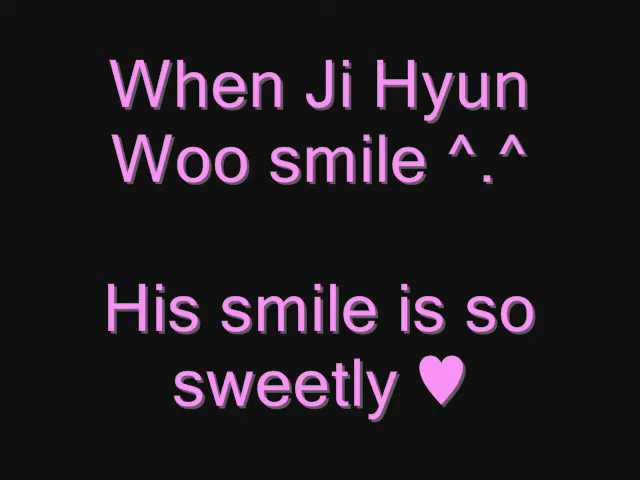 When Ji Hyun
Woo smile ^.^
His smile is so
sweetly ♥